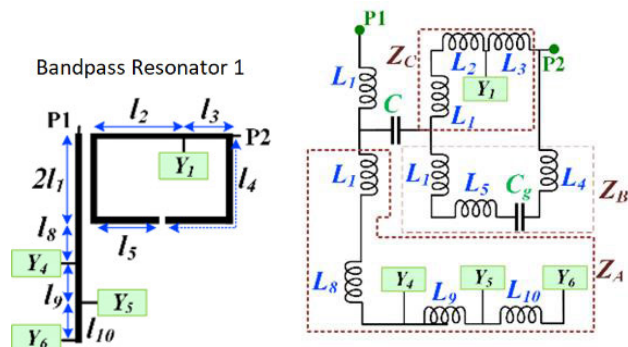 Bandpass Resonator 1
P1
l2
l3
P2
Y1
2l1
l4
l5
l8
Y4
l9
Y5
l10
Y6
P1
ZC
L2
L3
P2
L1
Y1
C
L1
L1
L1
L5
Cg
L4
ZB
ZA
L8
Y4
L9
Y5
L10
Y6